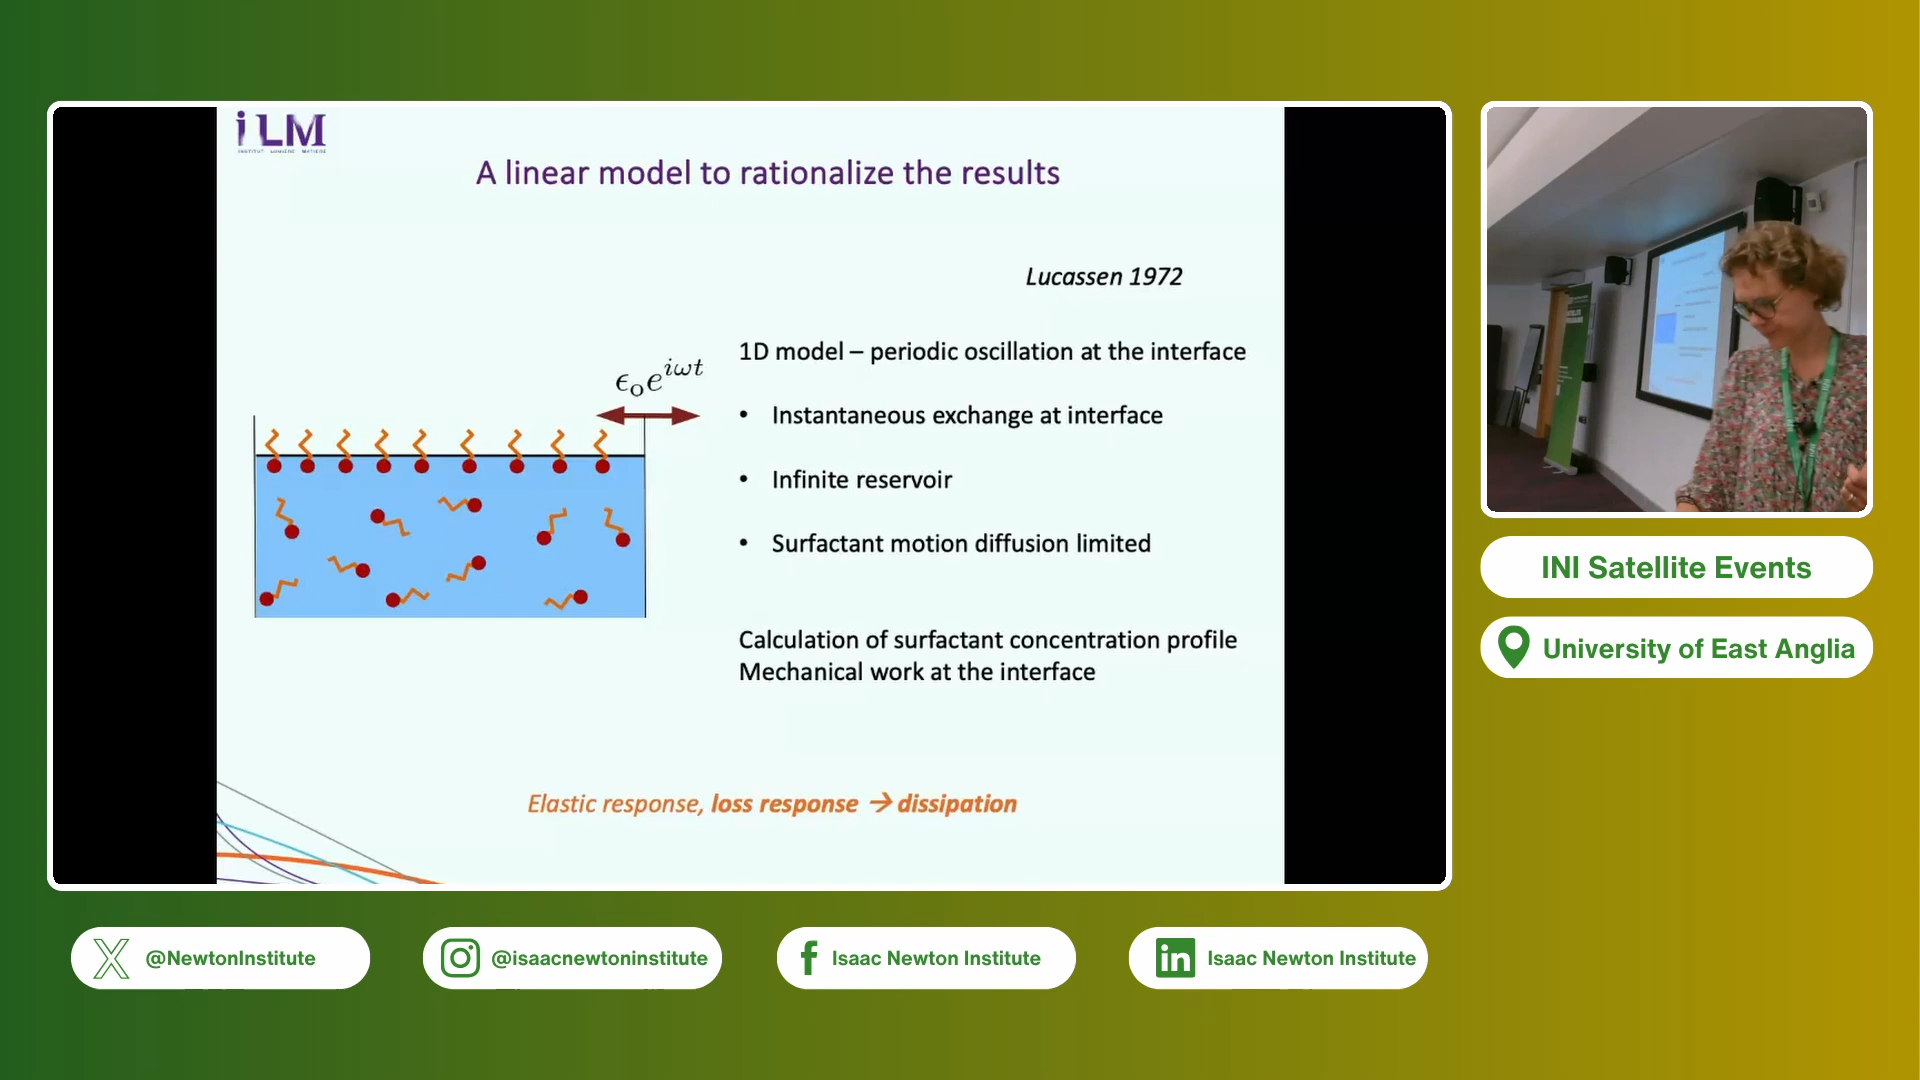 iLM
INSTITUT LUMIÈRE MATIÈRE
A linear model to rationalize the results
Lucassen 1972
ϵ₀e^{iωt}
1D model – periodic oscillation at the interface
• Instantaneous exchange at interface
• Infinite reservoir
• Surfactant motion diffusion limited
Calculation of surfactant concentration profile
Mechanical work at the interface
Elastic response, loss response → dissipation
INI Satellite Events
University of East Anglia
@NewtonInstitute
@isaacnewtoninstitute
Isaac Newton Institute
Isaac Newton Institute